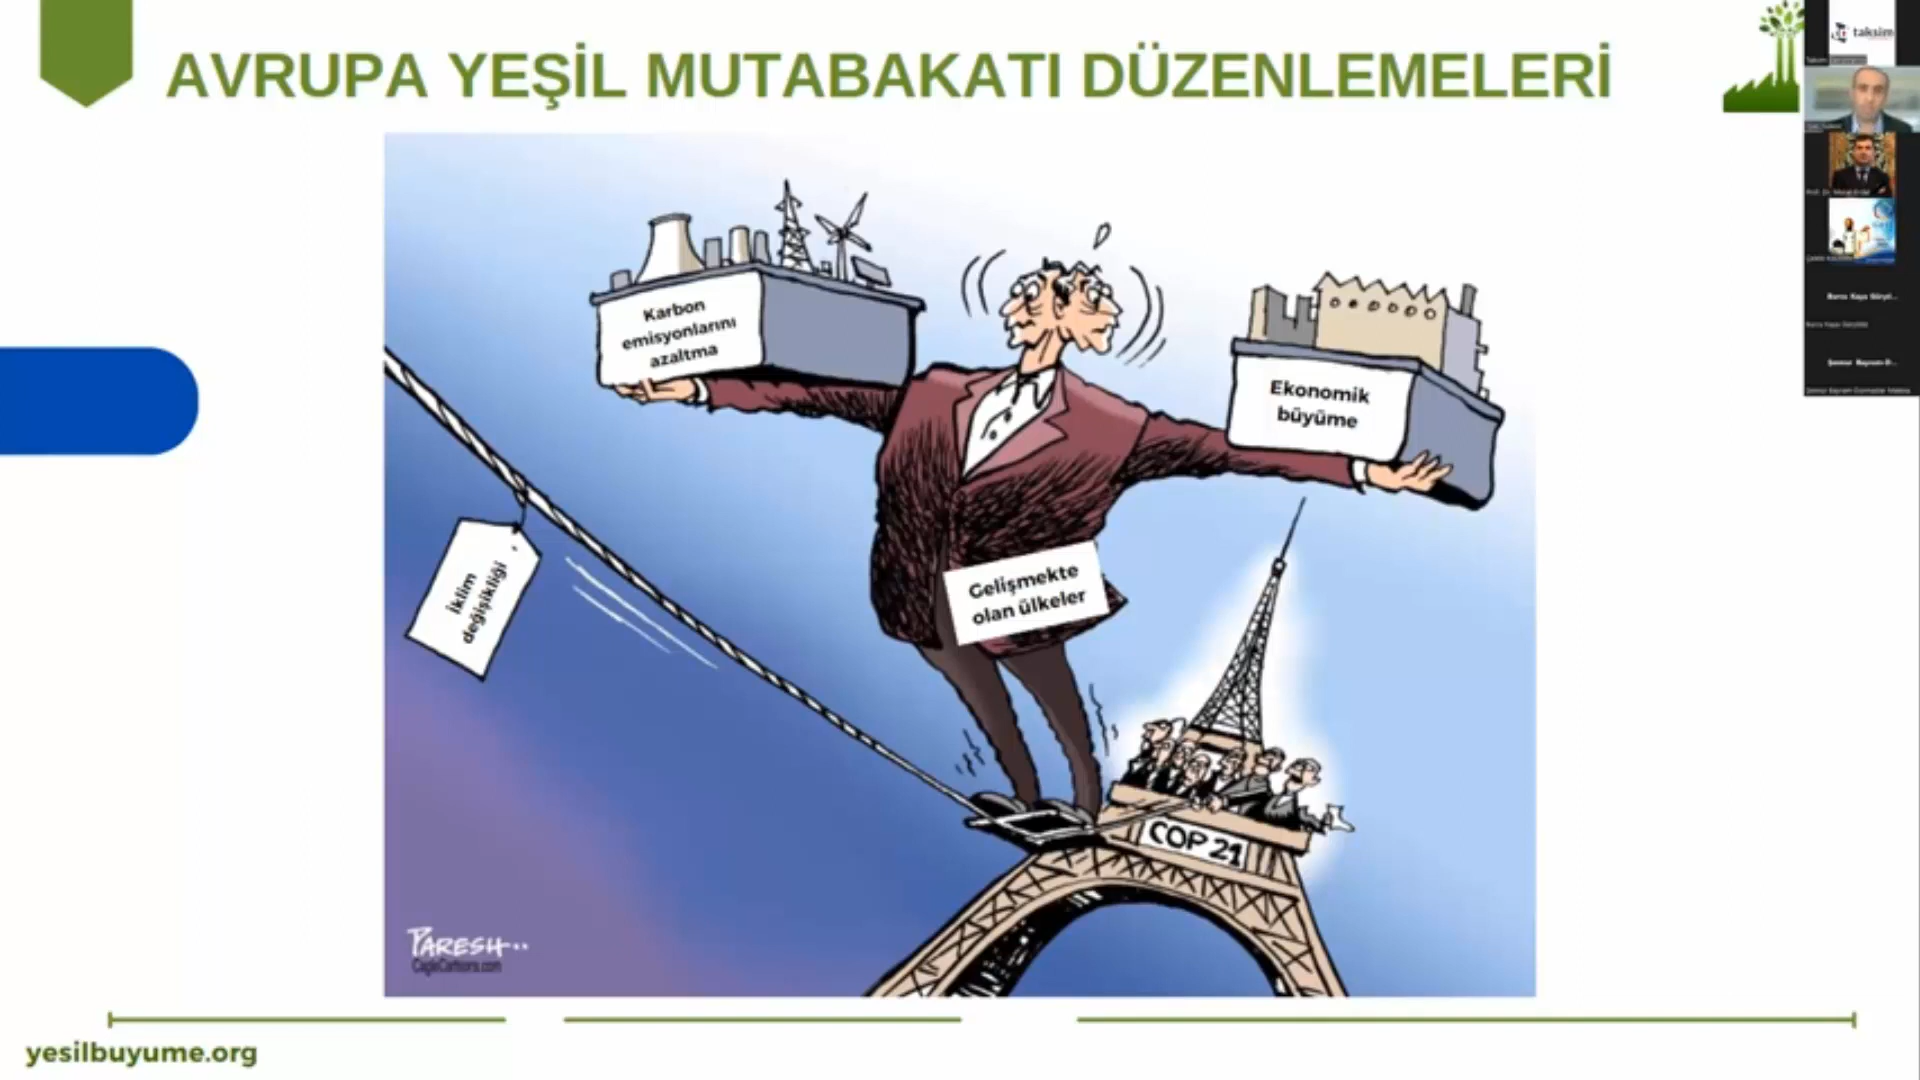 AVRUPA YEŞİL MUTABAKATI DÜZENLEMELERİ
taksim
Karbon
emisyonlarını
azaltma
Ekonomik
büyüme
İklim
değişikliği
Gelişmekte
olan ülkeler
COP 21
PARESH..
CagleCartoons.com
yesilbuyume.org